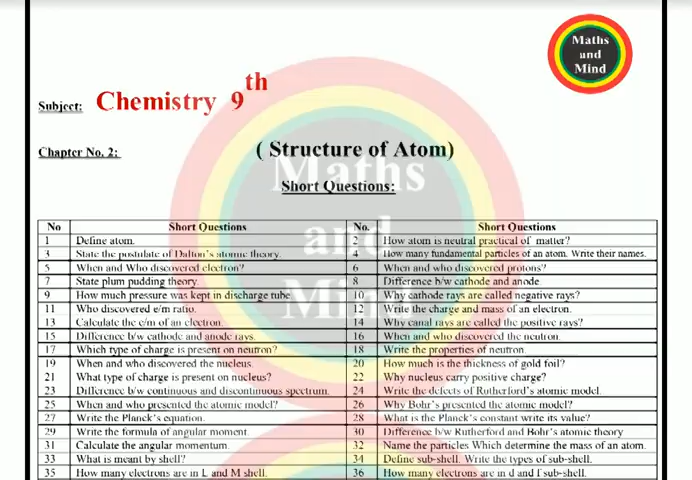 Maths
and
Mind
Subject: Chemistry 9th
Chapter No. 2: ( Structure of Atom)
Short Questions:
Maths
and
Mind
No Short Questions No. Short Questions
1 Define atom. 2 How atom is neutral practical of matter?
3 State the postulate of Dalton's atomic theory. 4 How many fundamental particles of an atom. Write their names.
5 When and Who discovered electron? 6 When and who discovered protons?
7 State plum pudding theory. 8 Difference b/w cathode and anode.
9 How much pressure was kept in discharge tube 10 Why cathode rays are called negative rays?
11 Who discovered e/m ratio. 12 Write the charge and mass of an electron.
13 Calculate the e/m of an electron. 14 Why canal rays are called the positive rays?
15 Difference b/w cathode and anode rays. 16 When and who discovered the neutron.
17 Which type of charge is present on neutron? 18 Write the properties of neutron.
19 When and who discovered the nucleus. 20 How much is the thickness of gold foil?
21 What type of charge is present on nucleus? 22 Why nucleus carry positive charge?
23 Difference b/w continuous and discontinuous spectrum. 24 Write the defects of Rutherford's atomic model.
25 When and who presented the atomic model? 26 Why Bohr's presented the atomic model?
27 Write the Planck's equation. 28 What is the Planck's constant write its value?
29 Write the formula of angular moment. 30 Difference b/w Rutherford and Bohr's atomic theory
31 Calculate the angular momentum. 32 Name the particles Which determine the mass of an atom.
33 What is meant by shell? 34 Define sub-shell. Write the types of sub-shell.
35 How many electrons are in L and M shell. 36 How many electrons are in d and f sub-shell.